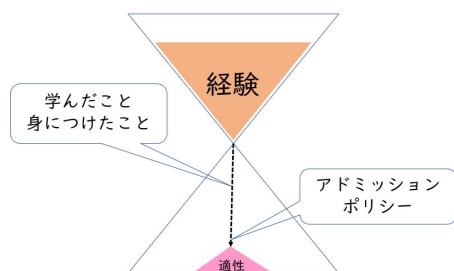 経験
学んだこと
身につけたこと
アドミッション
ポリシー
適性